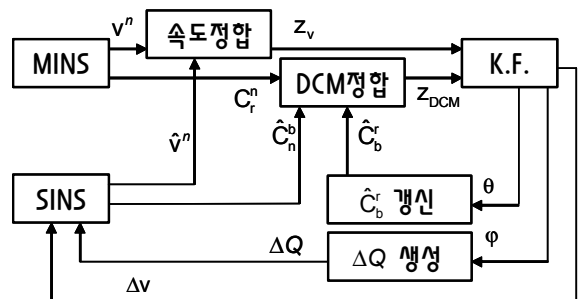 vⁿ
속도정합
z_v
MINS
K.F.
C_r^n
DCM정합
z_DCM
v̂ⁿ
Ĉ_n^b
Ĉ_b^r
SINS
Ĉ_b^r 갱신
θ
ΔQ
ΔQ 생성
φ
Δv